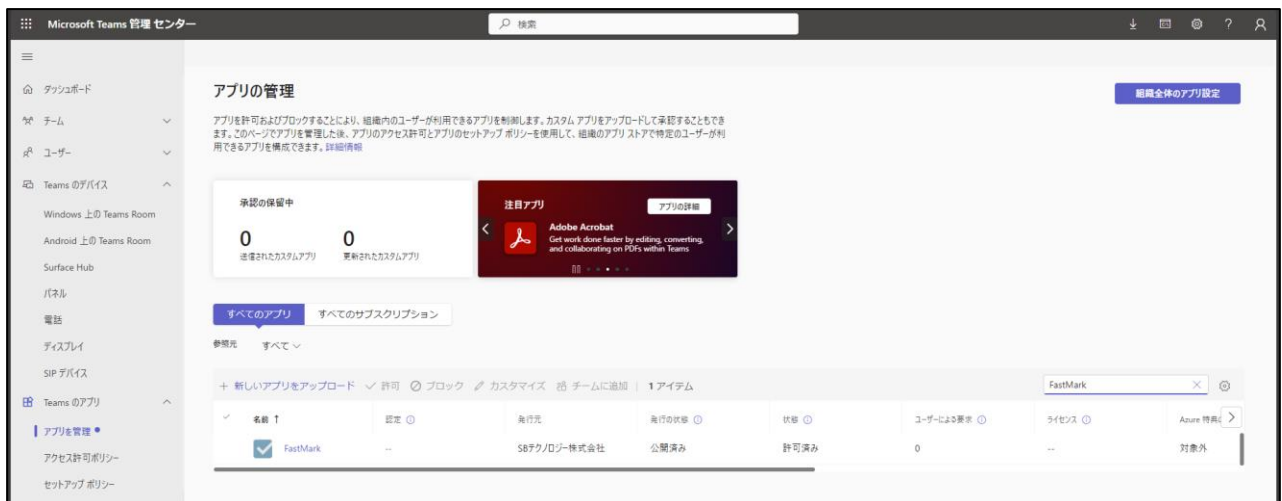 Microsoft Teams 管理 センター
検索
ダッシュボード
チーム
ユーザー
Teams のデバイス
Windows 上の Teams Room
Android 上の Teams Room
Surface Hub
パネル
電話
ディスプレイ
SIP デバイス
Teams のアプリ
アプリを管理
アクセス許可ポリシー
セットアップ ポリシー
アプリの管理
組織全体のアプリ設定
アプリを許可およびブロックすることにより、組織内のユーザーが利用できるアプリを制御します。カスタム アプリをアップロードして承認することもでき
ます。このページでアプリを管理した後、アプリのアクセス許可とアプリのセットアップ ポリシーを使用して、組織のアプリ ストアで特定のユーザーが利
用できるアプリを構成できます。詳細情報
承認の保留中
0 0
送信されたカスタムアプリ 更新されたカスタムアプリ
注目アプリ アプリの詳細
Adobe Acrobat
Get work done faster by editing, converting,
and collaborating on PDFs within Teams
すべてのアプリ すべてのサブスクリプション
参照元 すべて
+ 新しいアプリをアップロード 許可 ブロック カスタマイズ チームに追加 | 1 アイテム FastMark
名前 ↑ 認定 発行元 発行の状態 状態 ユーザーによる要求 ライセンス Azure 特典
FastMark -- SBテクノロジー株式会社 公開済み 許可済み 0 -- 対象外